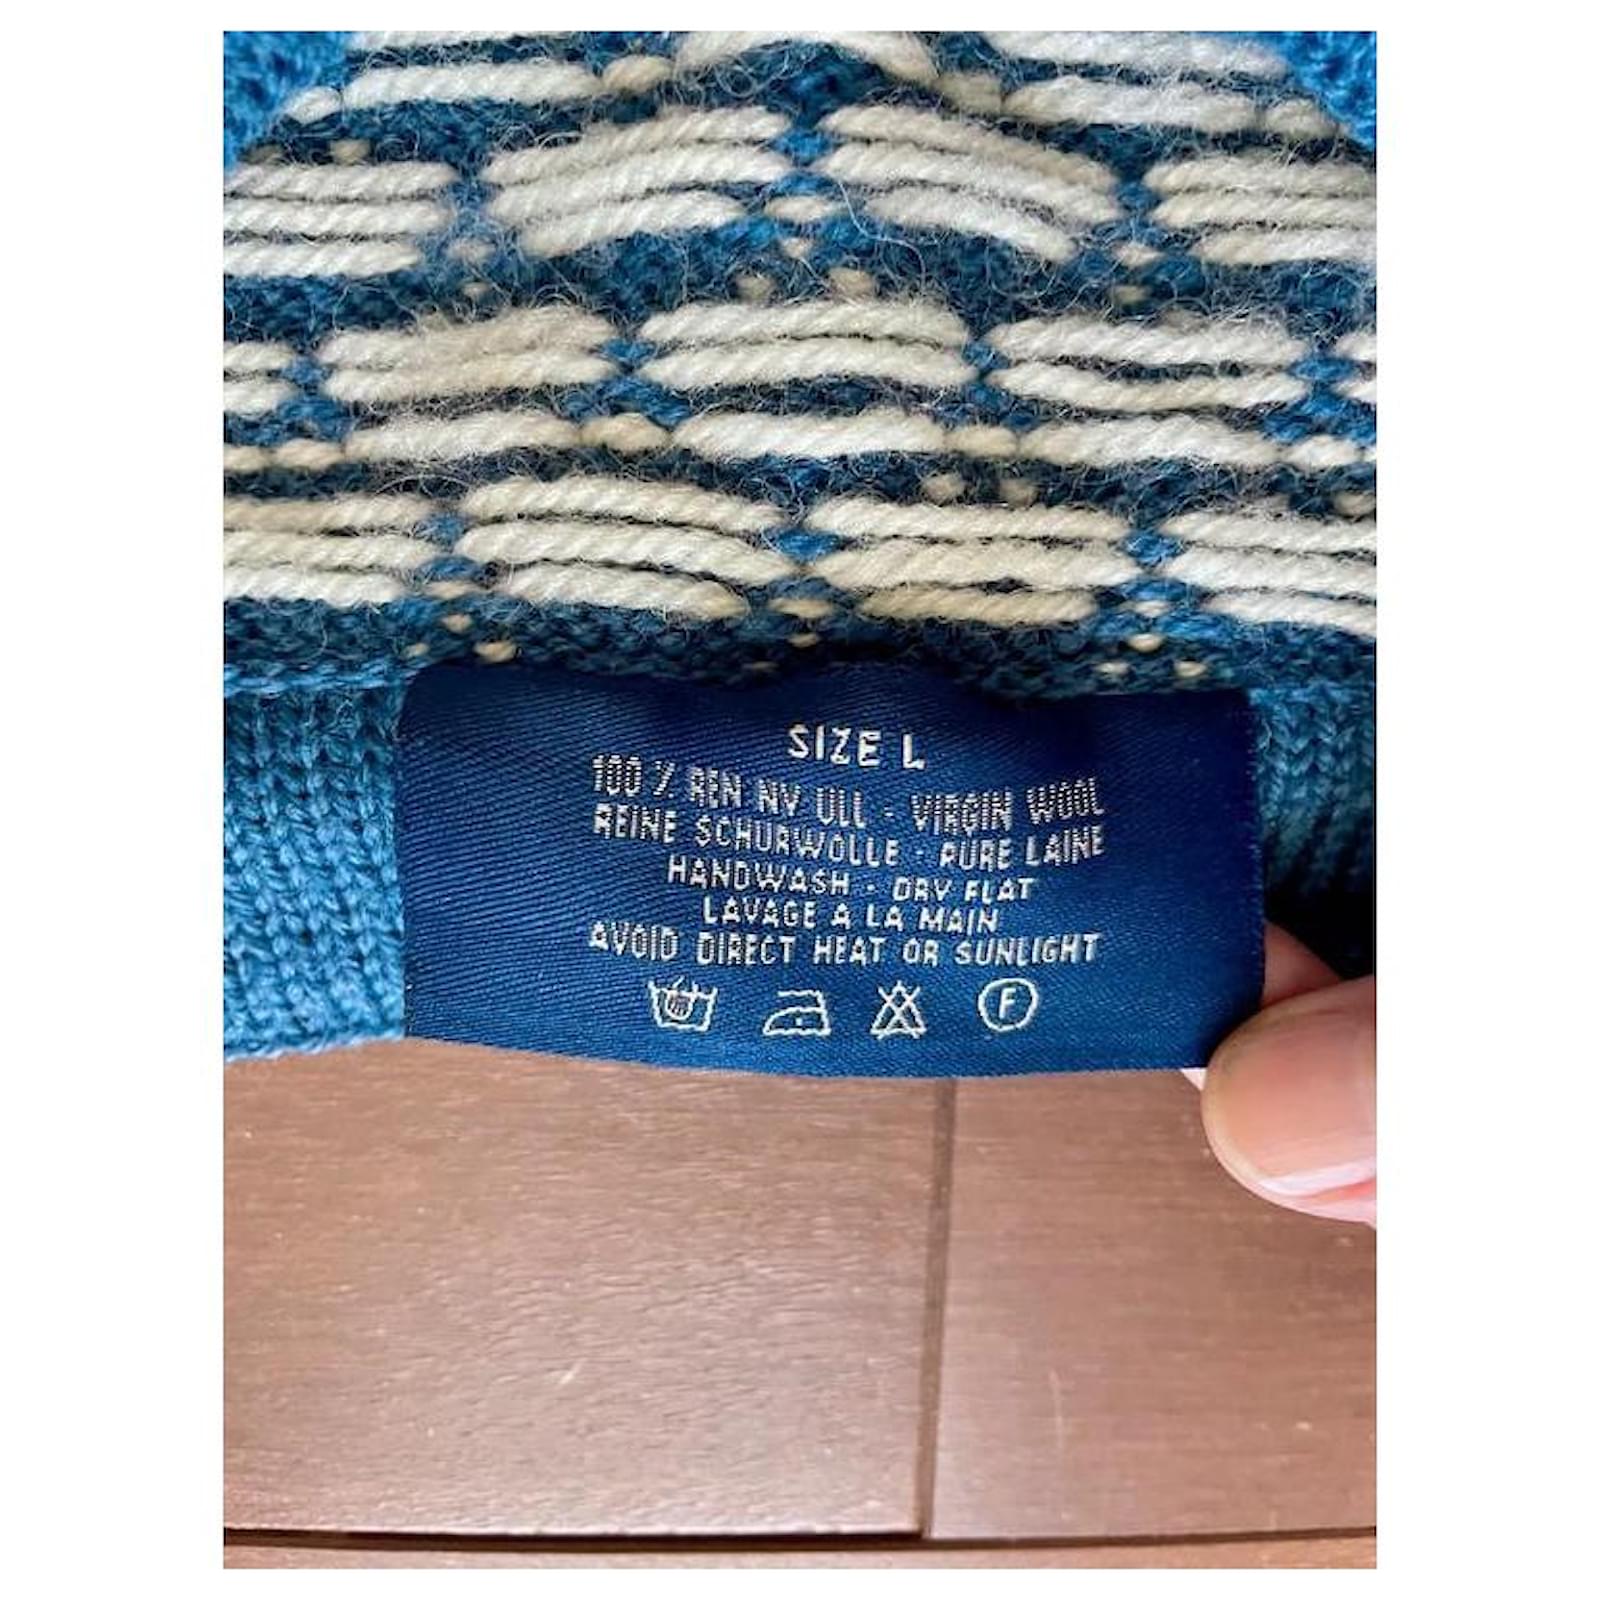 SIZE L
100 % REN NY ULL - VIRGIN WOOL
REINE SCHURWOLLE - PURE LAINE
HANDWASH - DRY FLAT
LAVAGE A LA MAIN
AVOID DIRECT HEAT OR SUNLIGHT
F